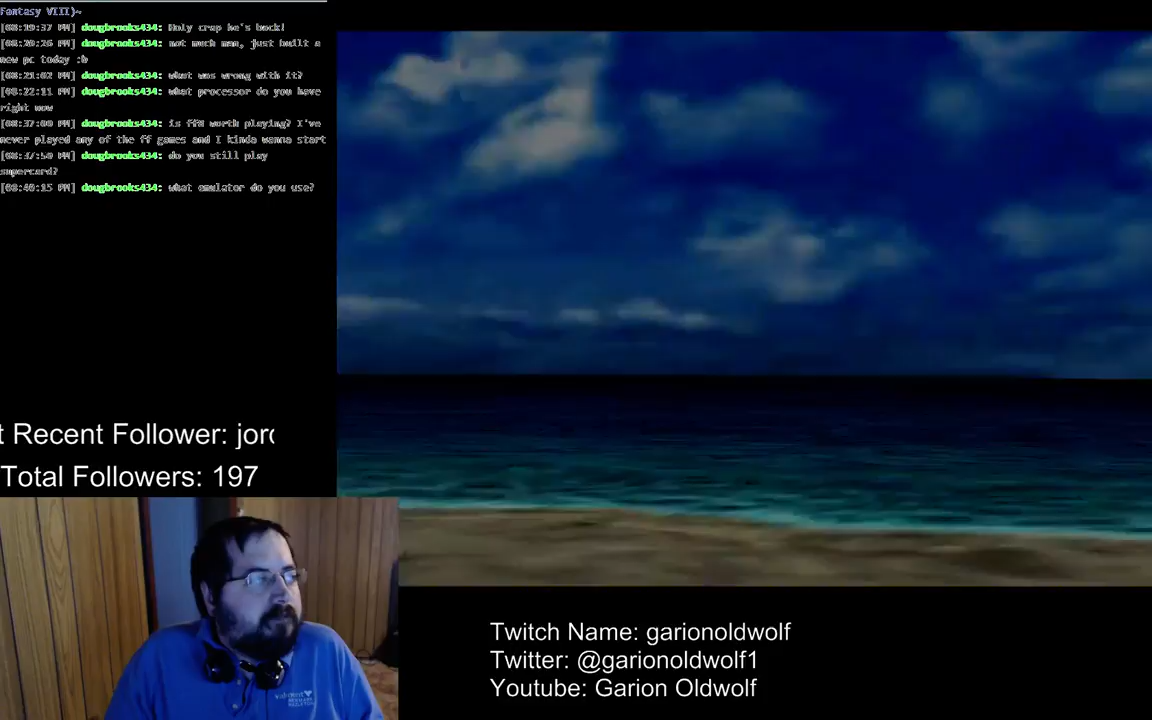 Fantasy VIII)~
[08:19:37 PM] dougbrooks434: Holy crap he's back!
[08:20:26 PM] dougbrooks434: not much man, just built a
new pc today :b
[08:21:02 PM] dougbrooks434: what was wrong with it?
[08:22:11 PM] dougbrooks434: what processor do you have
right now
[08:37:00 PM] dougbrooks434: is ff8 worth playing? I've
never played any of the ff games and I kinda wanna start
[08:37:50 PM] dougbrooks434: do you still play
supercard?
[08:40:15 PM] dougbrooks434: what emulator do you use?
t Recent Follower: jord
Total Followers: 197
Twitch Name: garionoldwolf
Twitter: @garionoldwolf1
Youtube: Garion Oldwolf